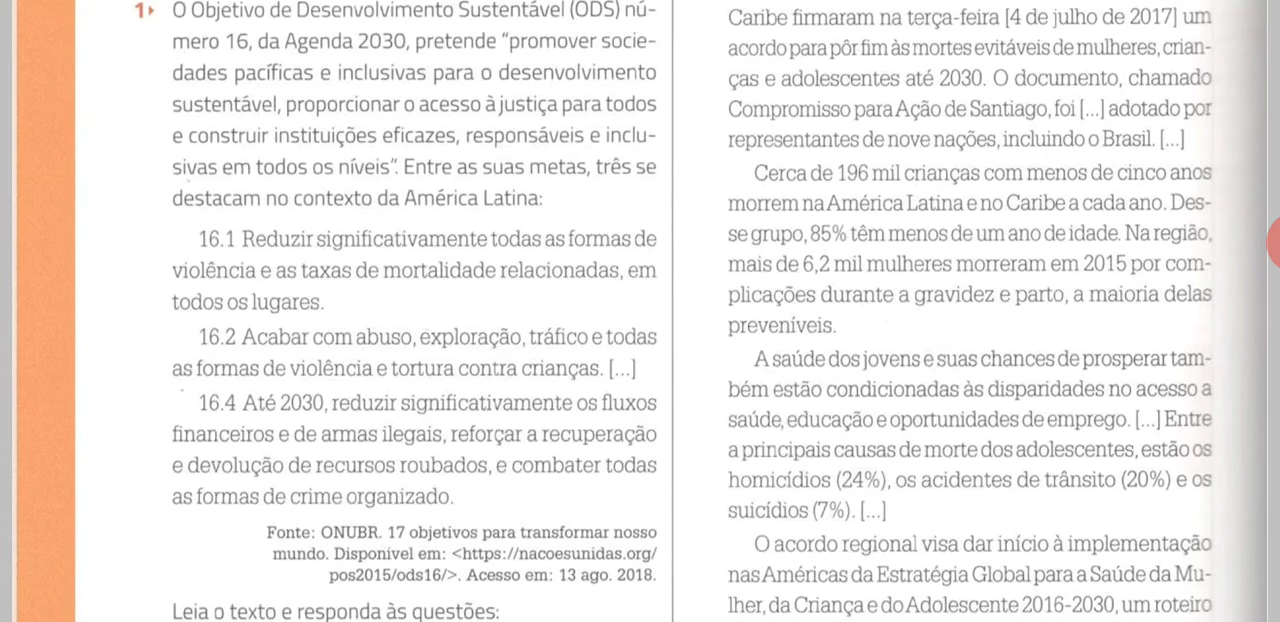 1 O Objetivo de Desenvolvimento Sustentável (ODS) nú-
mero 16, da Agenda 2030, pretende “promover socie-
dades pacíficas e inclusivas para o desenvolvimento
sustentável, proporcionar o acesso à justiça para todos
e construir instituições eficazes, responsáveis e inclu-
sivas em todos os níveis”. Entre as suas metas, três se
destacam no contexto da América Latina:
16.1 Reduzir significativamente todas as formas de
violência e as taxas de mortalidade relacionadas, em
todos os lugares.
16.2 Acabar com abuso, exploração, tráfico e todas
as formas de violência e tortura contra crianças. [...]
16.4 Até 2030, reduzir significativamente os fluxos
financeiros e de armas ilegais, reforçar a recuperação
e devolução de recursos roubados, e combater todas
as formas de crime organizado.
Fonte: ONUBR. 17 objetivos para transformar nosso
mundo. Disponível em: <https://nacoesunidas.org/
pos2015/ods16/>. Acesso em: 13 ago. 2018.
Leia o texto e responda às questões:
Caribe firmaram na terça-feira [4 de julho de 2017] um
acordo para pôr fim às mortes evitáveis de mulheres, crian-
ças e adolescentes até 2030. O documento, chamado
Compromisso para Ação de Santiago, foi [...] adotado por
representantes de nove nações, incluindo o Brasil. [...]
Cerca de 196 mil crianças com menos de cinco anos
morrem na América Latina e no Caribe a cada ano. Des-
se grupo, 85% têm menos de um ano de idade. Na região,
mais de 6,2 mil mulheres morreram em 2015 por com-
plicações durante a gravidez e parto, a maioria delas
preveníveis.
A saúde dos jovens e suas chances de prosperar tam-
bém estão condicionadas às disparidades no acesso a
saúde, educação e oportunidades de emprego. [...] Entre
a principais causas de morte dos adolescentes, estão os
homicídios (24%), os acidentes de trânsito (20%) e os
suicídios (7%). [...]
O acordo regional visa dar início à implementação
nas Américas da Estratégia Global para a Saúde da Mu-
lher, da Criança e do Adolescente 2016-2030, um roteiro